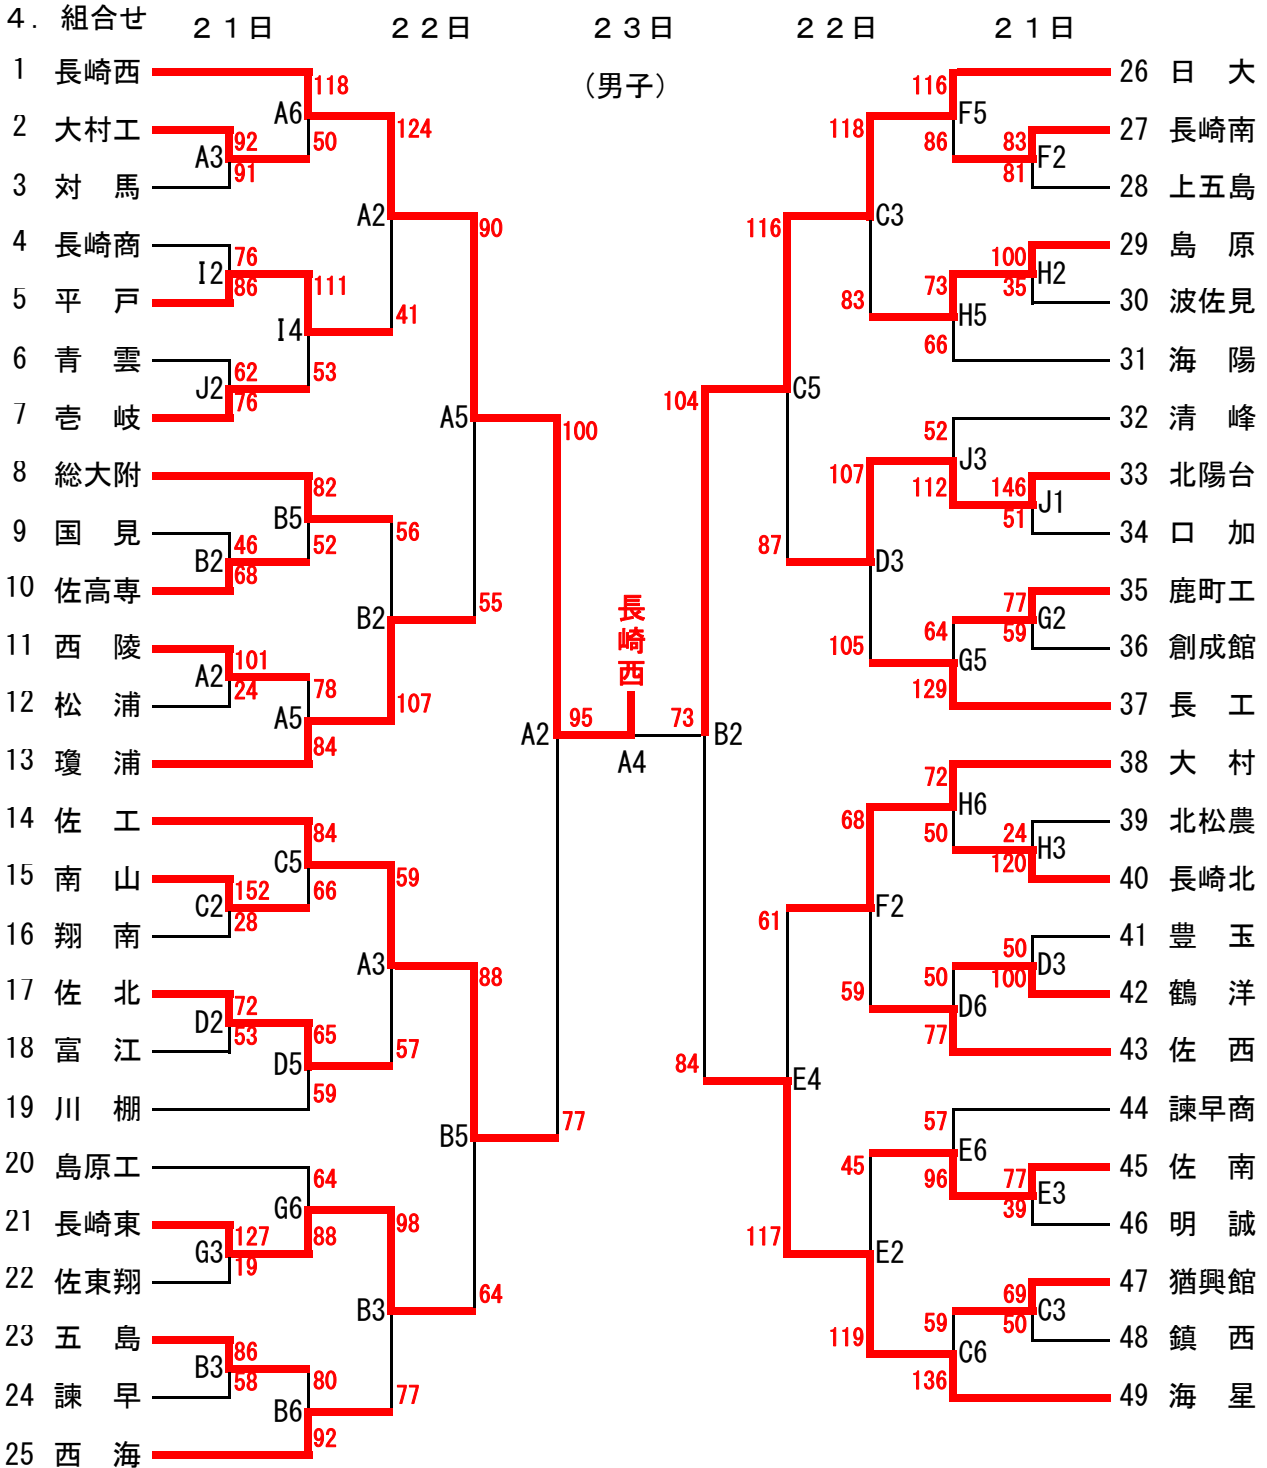 ４．組合せ
２１日 ２２日 ２３日 ２２日 ２１日
（男子）
1 長崎西
118
A6
2 大村工
92
50
A3
91
3 対　馬
124
A2
4 長崎商
76
I2
86
111
5 平　戸
I4
41
6 青　雲
62
53
J2
76
7 壱　岐
90
A5
8 総大附
82
B5
9 国　見
46
52
B2
68
10 佐高専
56
B2
55
11 西　陵
101
A2
24
78
12 松　浦
A5
107
84
13 瓊　浦
100
A2
14 佐　工
84
C5
15 南　山
152
66
C2
28
16 翔　南
59
A3
17 佐　北
72
D2
53
65
18 富　江
D5
57
59
19 川　棚
88
B5
77
20 島原工
64
G6
21 長崎東
127
88
G3
19
22 佐東翔
98
B3
64
23 五　島
86
B3
58
80
24 諫　早
B6
77
92
25 西　海
長崎西
95
73
A4
26 日　大
116
F5
27 長崎南
83
86
F2
81
28 上五島
118
C3
29 島　原
100
H2
35
73
30 波佐見
H5
83
66
31 海　陽
116
C5
32 清　峰
52
J3
33 北陽台
146
112
J1
51
34 口　加
107
D3
87
35 鹿町工
77
G2
59
64
36 創成館
G5
105
129
37 長　工
104
B2
38 大　村
72
H6
39 北松農
24
50
H3
120
40 長崎北
68
F2
61
41 豊　玉
50
D3
100
50
42 鶴　洋
D6
59
77
43 佐　西
84
E4
44 諫早商
57
E6
45 佐　南
77
96
E3
39
46 明　誠
45
E2
117
47 猶興館
69
C3
50
59
48 鎮　西
C6
119
136
49 海　星